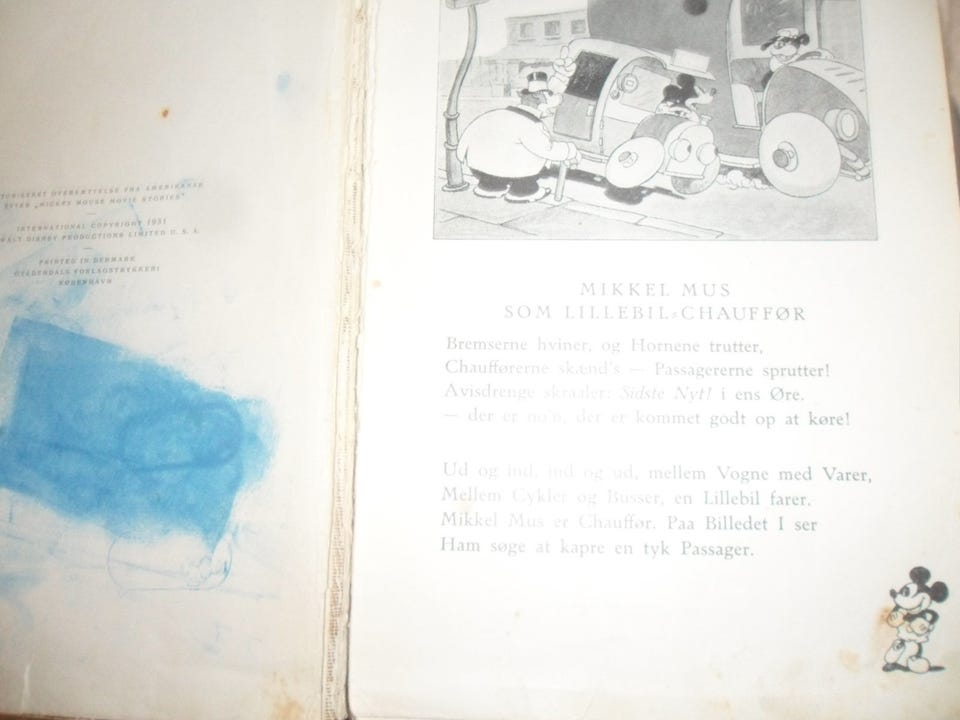 TORISERET OVERSÆTTELSE FRA AMERIKANSK
EFTER „MICKEY MOUSE MOVIE STORIES”
INTERNATIONAL COPYRIGHT 1931
WALT DISNEY PRODUCTIONS LIMITED U. S. A.
PRINTED IN DENMARK
GYLDENDALS FORLAGSTRYKKERI
KØBENHAVN
MIKKEL MUS
SOM LILLEBIL-CHAUFFØR
Bremserne hviner, og Hornene trutter,
Chaufførerne skænd's — Passagererne sprutter!
Avisdrenge skraaler: Sidste Nyt! i ens Øre.
— der er no'n, der er kommet godt op at køre!
Ud og ind, ind og ud, mellem Vogne med Varer,
Mellem Cykler og Busser, en Lillebil farer.
Mikkel Mus er Chauffør. Paa Billedet I ser
Ham søge at kapre en tyk Passager.